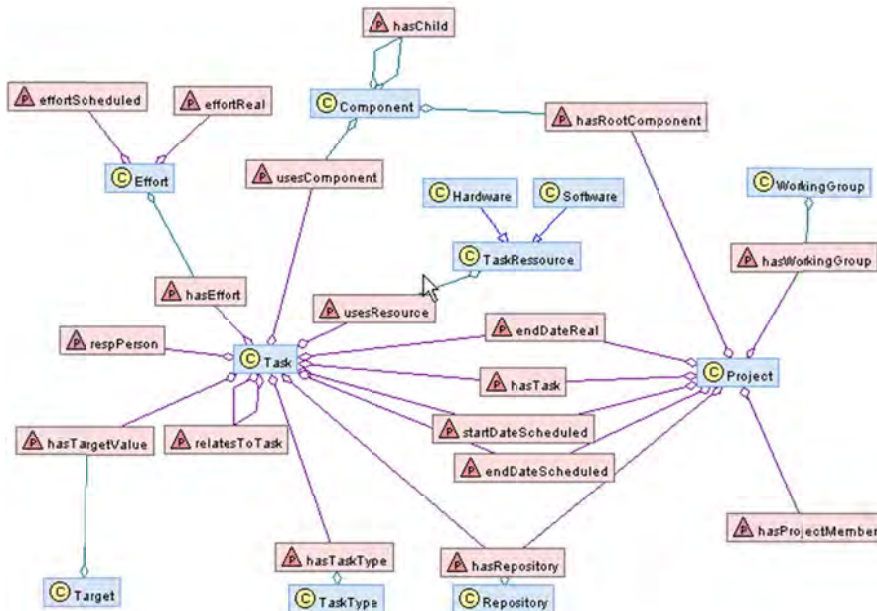 P hasChild
P effortScheduled
P effortReal
C Component
P hasRootComponent
C Effort
P usesComponent
C Hardware
C Software
C WorkingGroup
C TaskRessource
P hasWorkingGroup
P hasEffort
P usesResource
P endDateReal
P respPerson
C Task
C Project
P hasTask
P hasTargetValue
P relatesToTask
P startDateScheduled
P endDateScheduled
P hasProjectMember
P hasTaskType
P hasRepository
C Target
C TaskType
C Repository